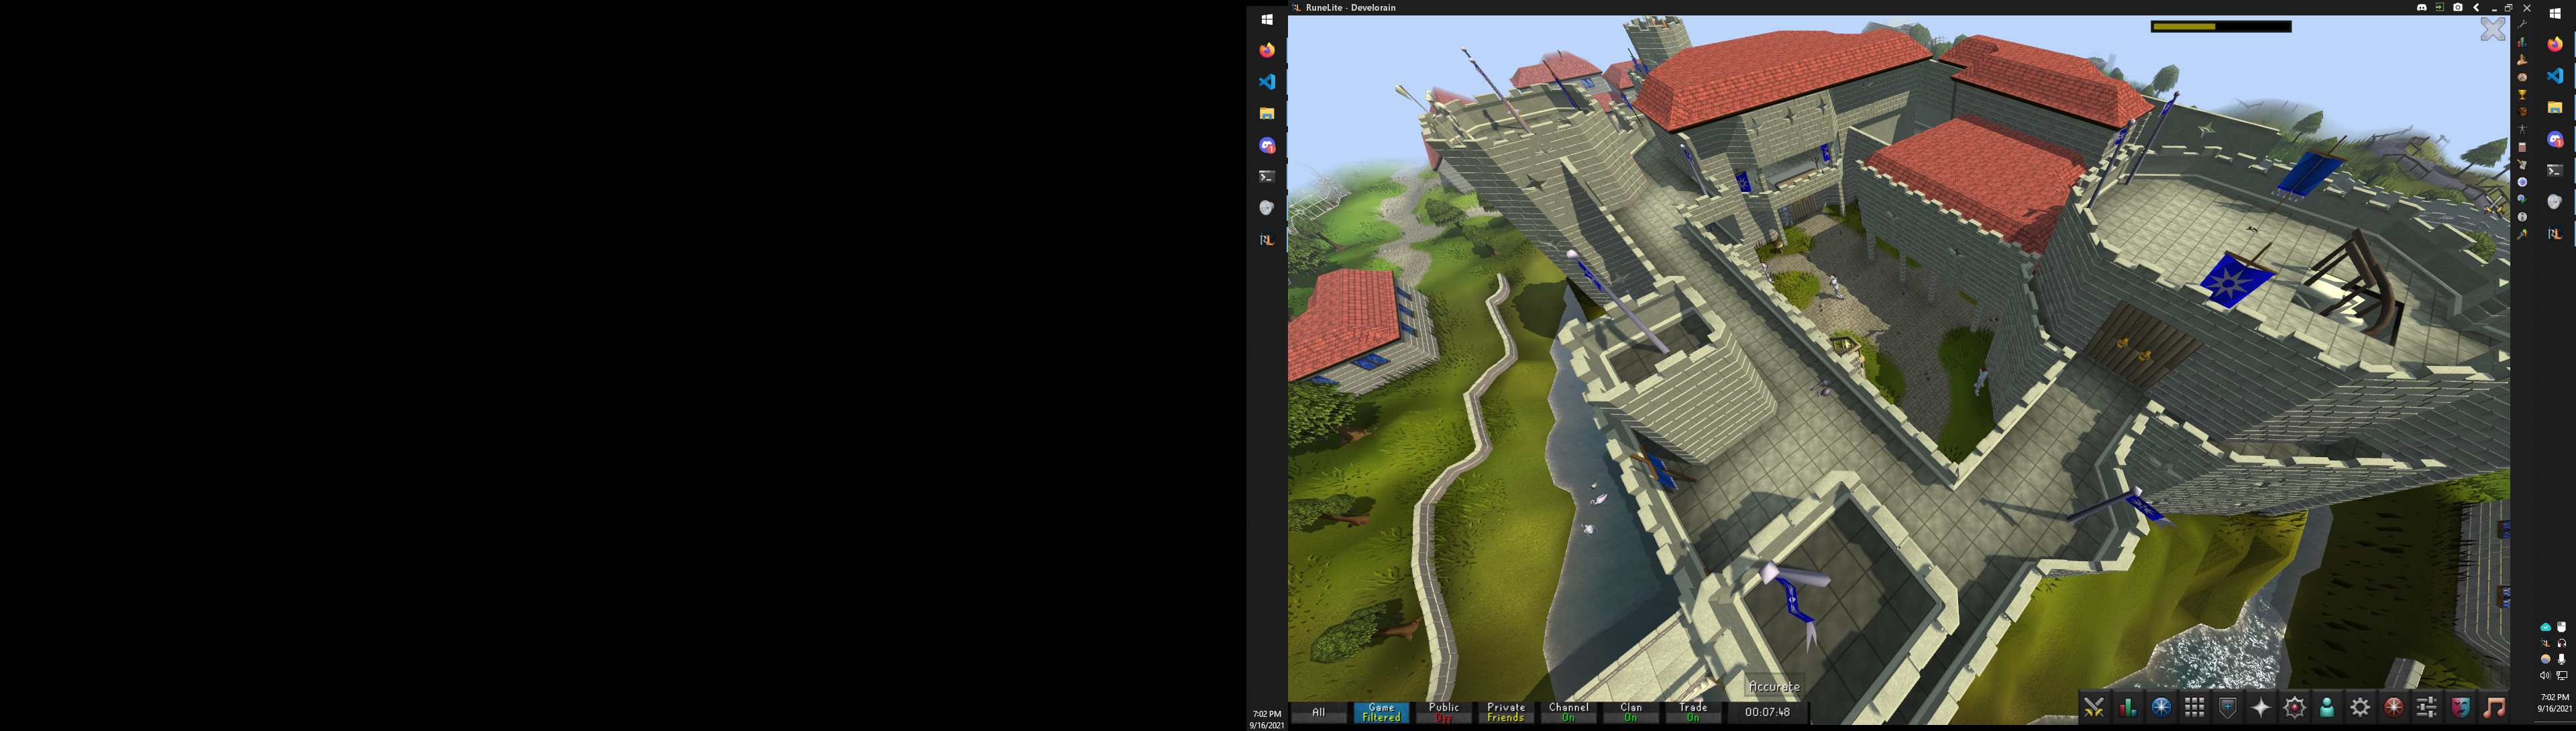 RuneLite - Develorain
Accurate
All
Game
Filtered
Public
Off
Private
Friends
Channel
On
Clan
On
Trade
On
00:07:48
7:02 PM
9/16/2021
7:02 PM
9/16/2021